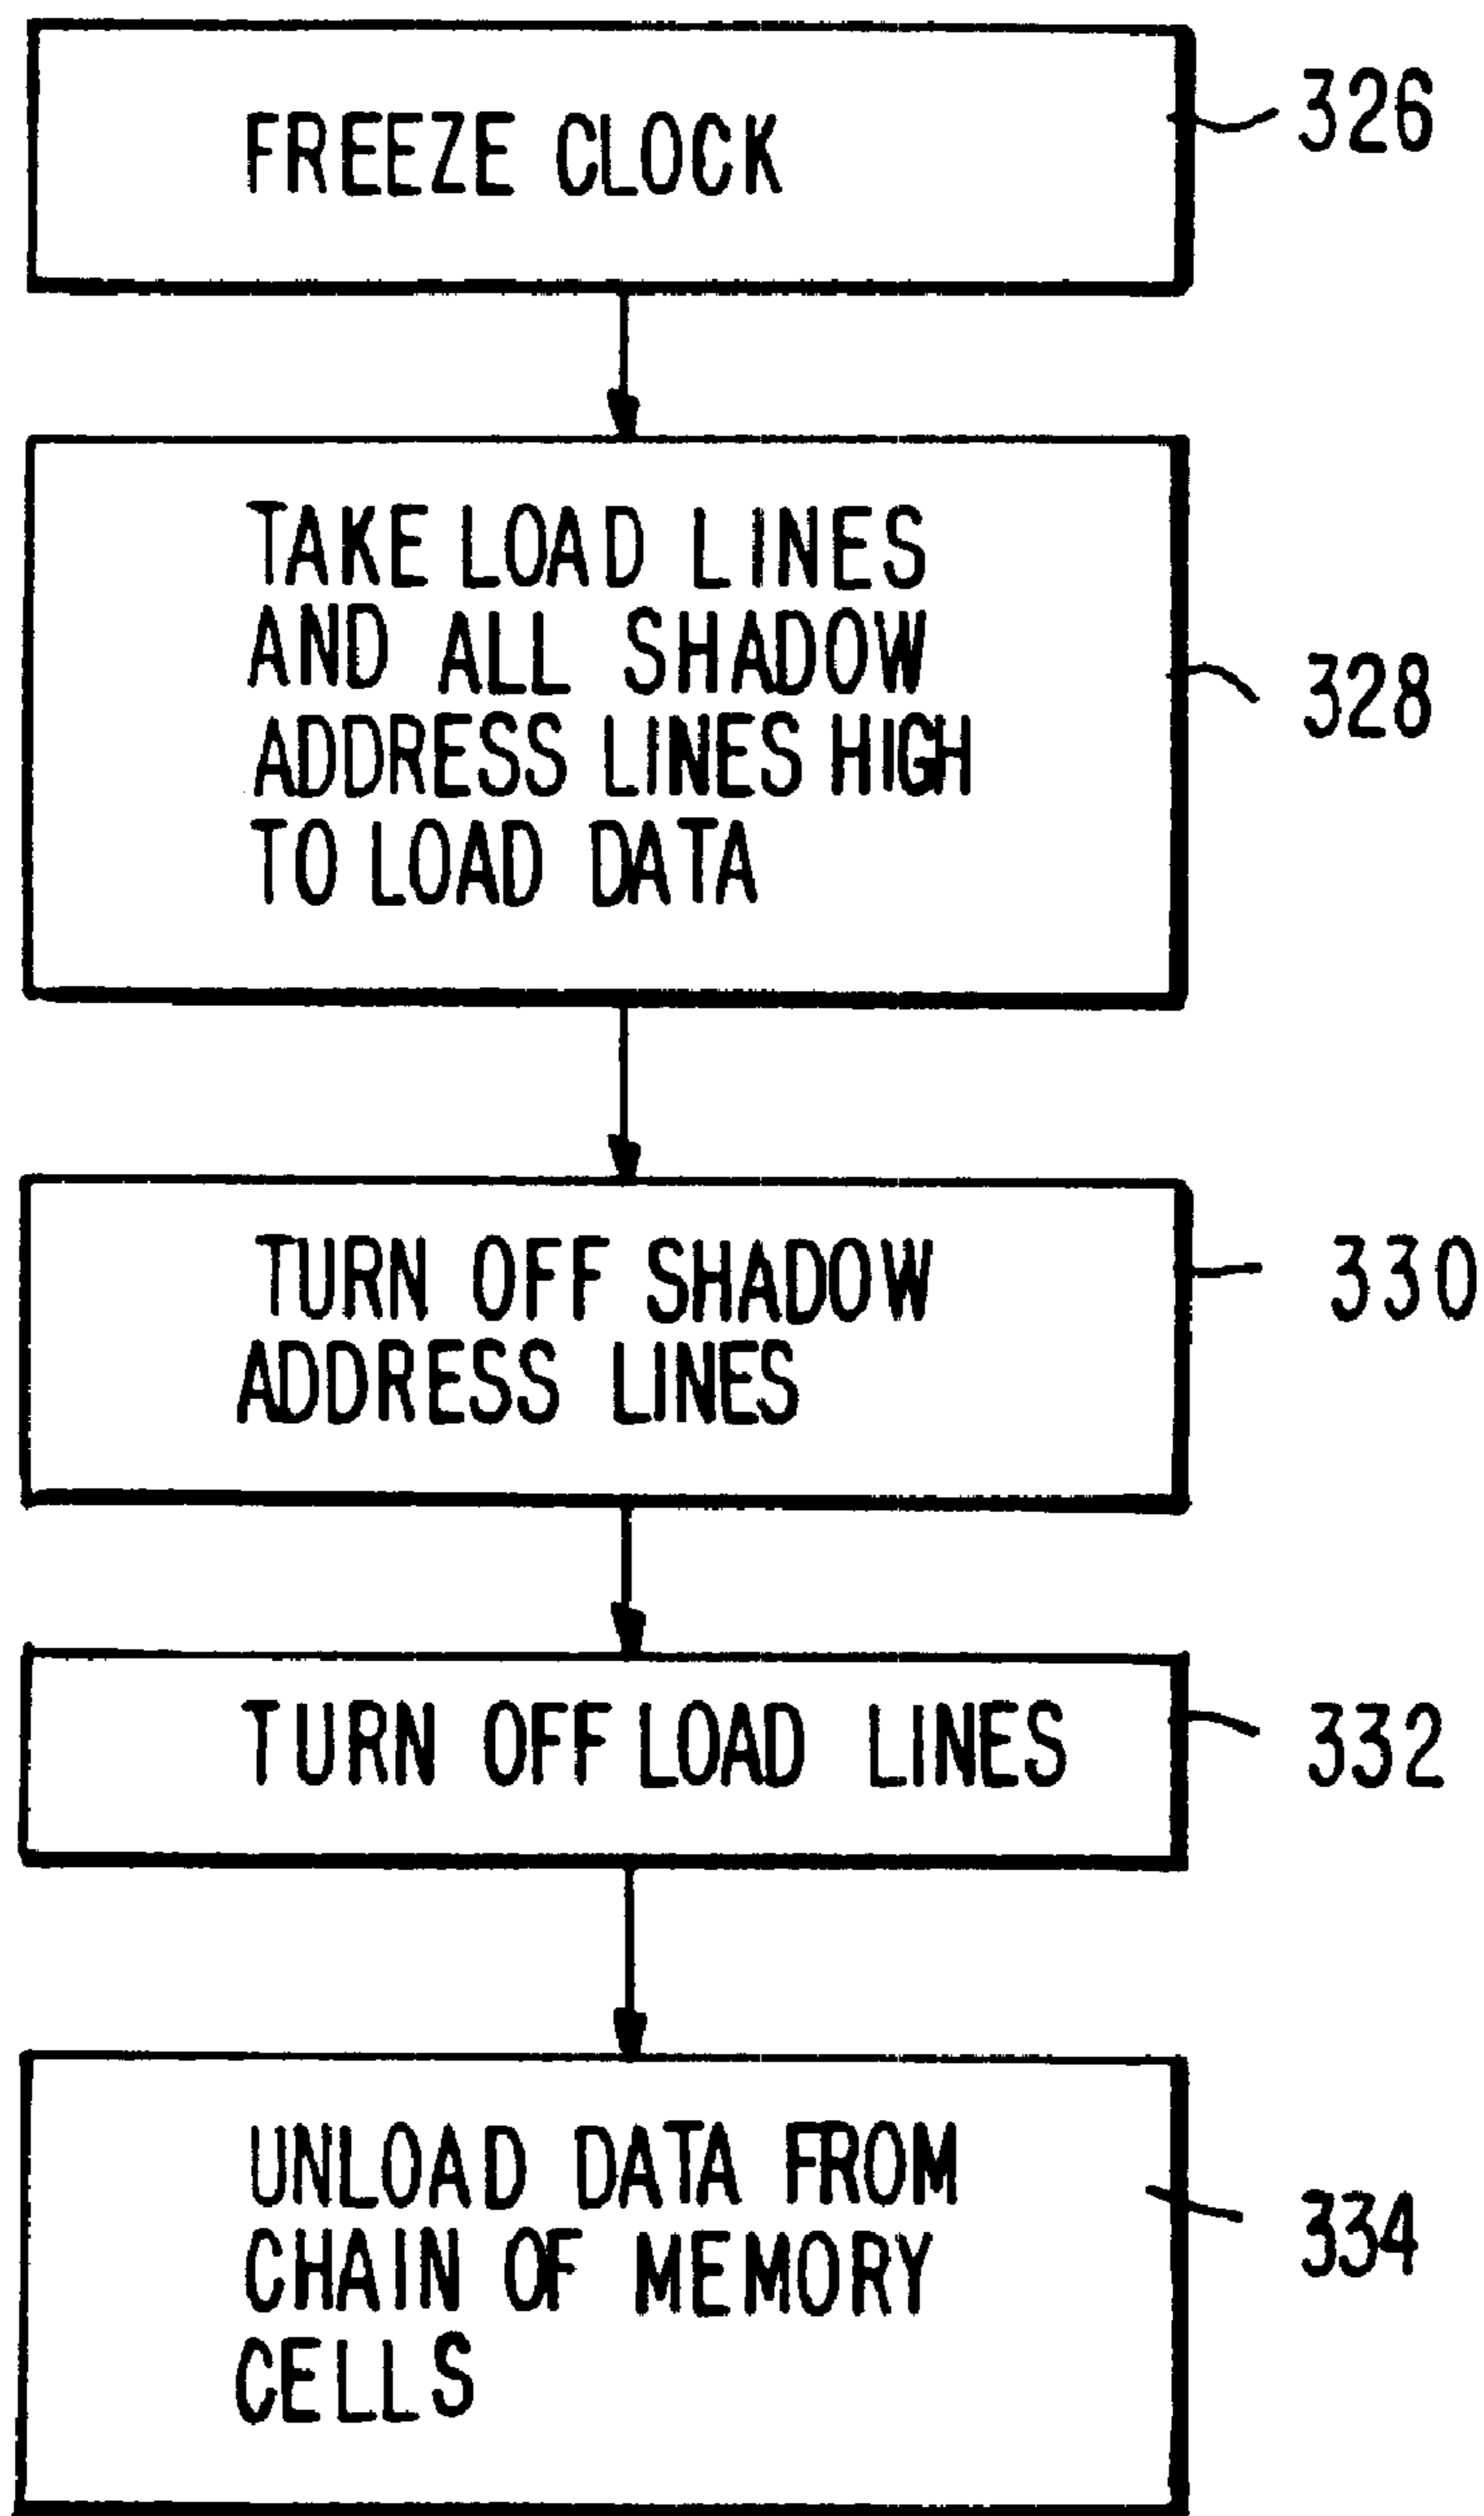 FREEZE CLOCK
326
TAKE LOAD LINES
AND ALL SHADOW
ADDRESS LINES HIGH
TO LOAD DATA
328
TURN OFF SHADOW
ADDRESS LINES
330
TURN OFF LOAD LINES
332
UNLOAD DATA FROM
CHAIN OF MEMORY
CELLS
334